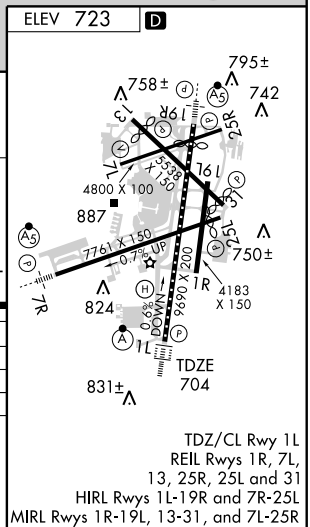 ELEV 723 D
795±
758±
A5
742
P
P
13
19R
25R
P
V
7L
5538 X 150
4800 X 100
19L
31
887
25L
P
A5
7761 X 150
0.7% UP
750±
P
7R
H
9690 X 200
1R
4183
X 150
824
0.6% DOWN
A
1L
P
TDZE
704
831±
TDZ/CL Rwy 1L
REIL Rwys 1R, 7L,
13, 25R, 25L and 31
HIRL Rwys 1L-19R and 7R-25L
MIRL Rwys 1R-19L, 13-31, and 7L-25R